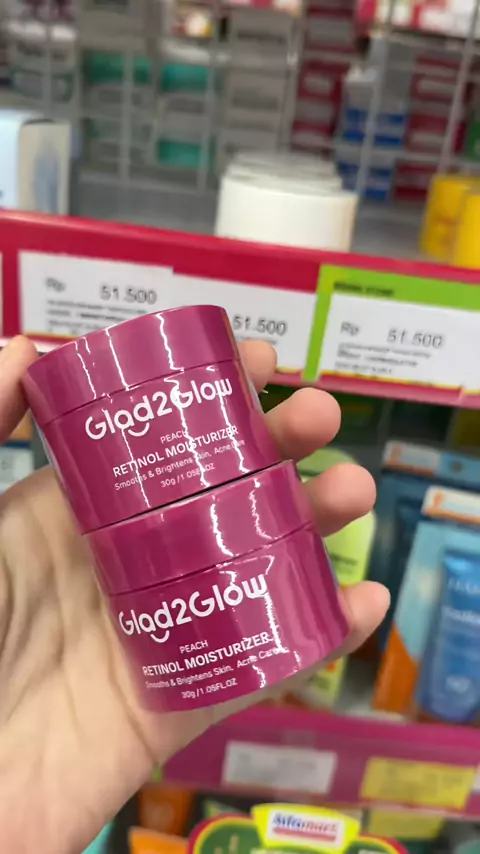 Rp 51.500
51.500
Rp 51.500
Glad2Glow
PEACH
RETINOL MOISTURIZER
Smooths & Brightens Skin, Acne Care
30g / 1.05FL.OZ
Glad2Glow
PEACH
RETINOL MOISTURIZER
Smooths & Brightens Skin, Acne Care
30g / 1.05FL.OZ
Alfamart